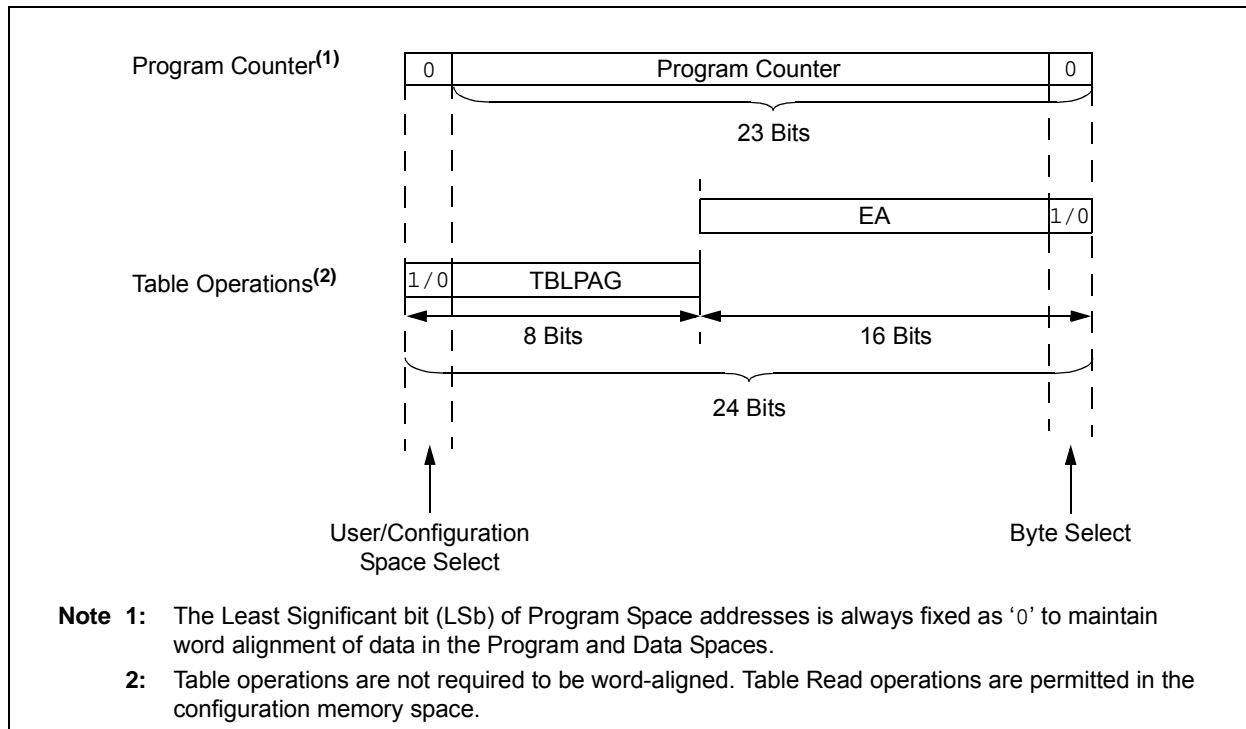 Program Counter(1)
0
Program Counter
0
23 Bits
EA
1/0
Table Operations(2)
1/0
TBLPAG
8 Bits
16 Bits
24 Bits
User/Configuration
Space Select
Byte Select
Note 1: The Least Significant bit (LSb) of Program Space addresses is always fixed as ‘0’ to maintain
word alignment of data in the Program and Data Spaces.
2: Table operations are not required to be word-aligned. Table Read operations are permitted in the
configuration memory space.